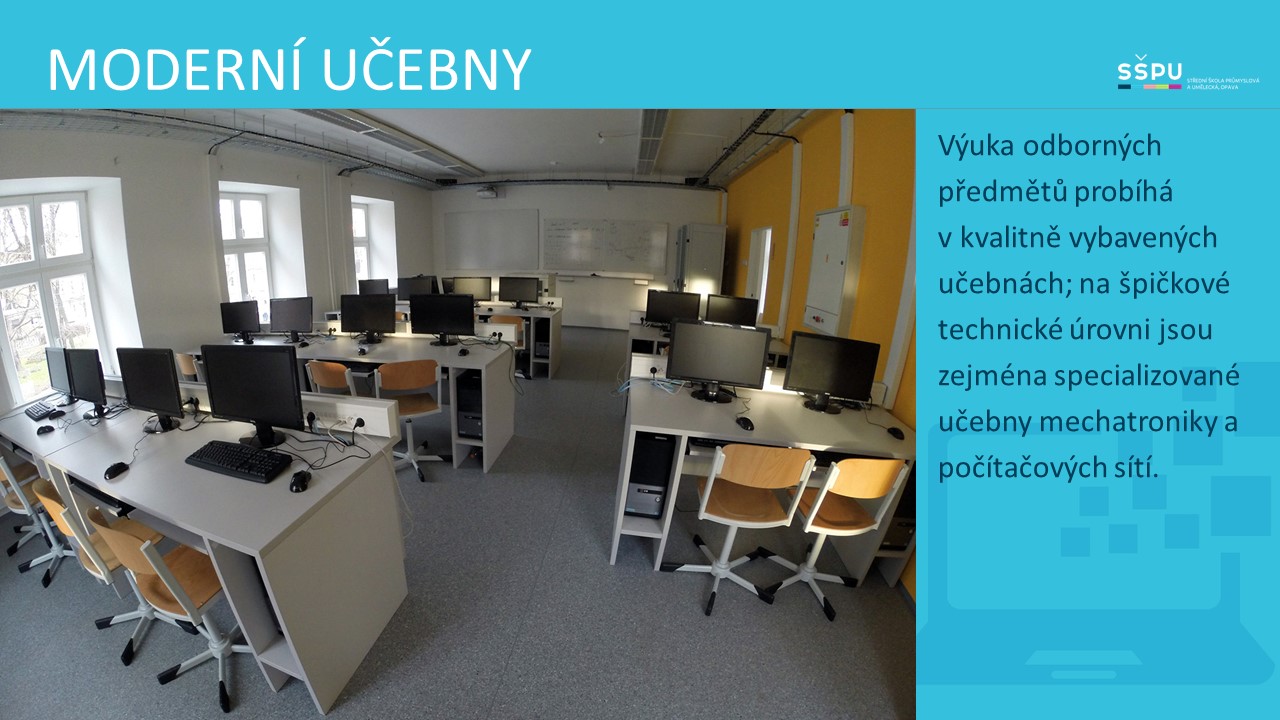 MODERNÍ UČEBNY
SŠPU
STŘEDNÍ ŠKOLA PRŮMYSLOVÁ
A UMĚLECKÁ, OPAVA
Výuka odborných
předmětů probíhá
v kvalitně vybavených
učebnách; na špičkové
technické úrovni jsou
zejména specializované
učebny mechatroniky a
počítačových sítí.